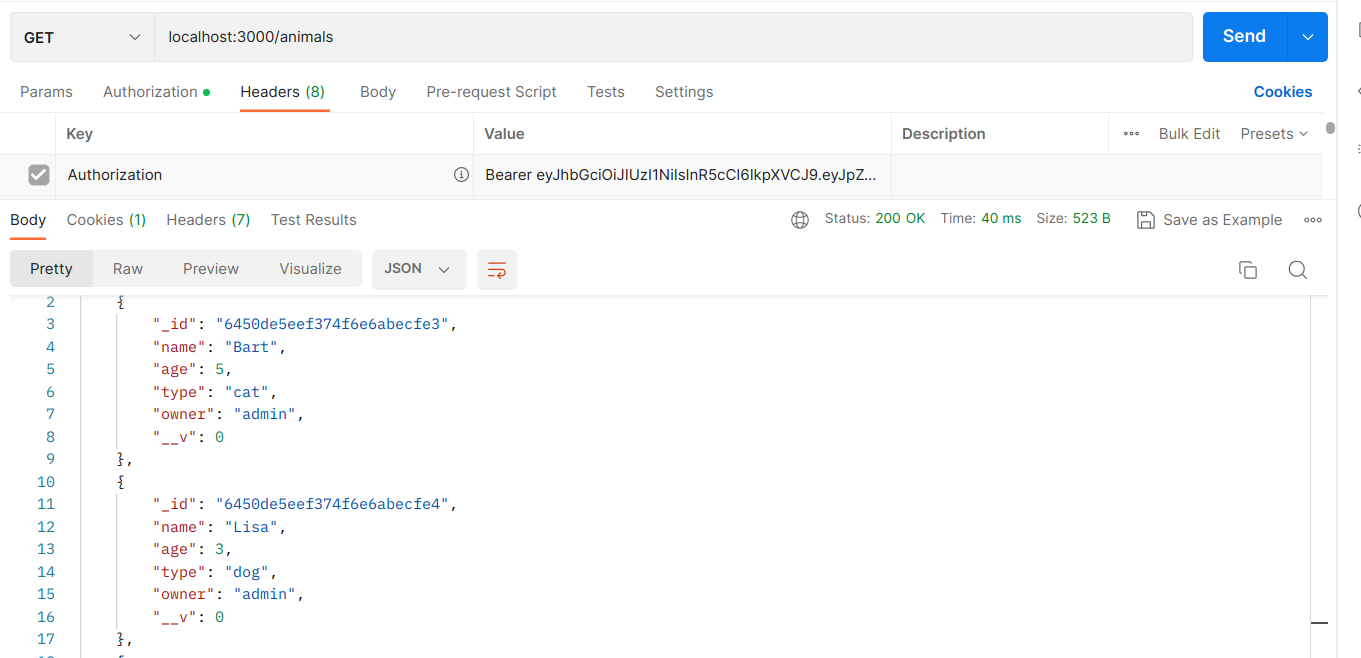 GET localhost:3000/animals Send
Params Authorization Headers (8) Body Pre-request Script Tests Settings Cookies
Key Value Description Bulk Edit Presets
Authorization Bearer eyJhbGciOiJIUzI1NiIsInR5cCI6IkpXVCJ9.eyJpZ...
Body Cookies (1) Headers (7) Test Results Status: 200 OK Time: 40 ms Size: 523 B Save as Example
Pretty Raw Preview Visualize JSON
2 {
3 "_id": "6450de5eef374f6e6abecfe3",
4 "name": "Bart",
5 "age": 5,
6 "type": "cat",
7 "owner": "admin",
8 "__v": 0
9 },
10 {
11 "_id": "6450de5eef374f6e6abecfe4",
12 "name": "Lisa",
13 "age": 3,
14 "type": "dog",
15 "owner": "admin",
16 "__v": 0
17 },